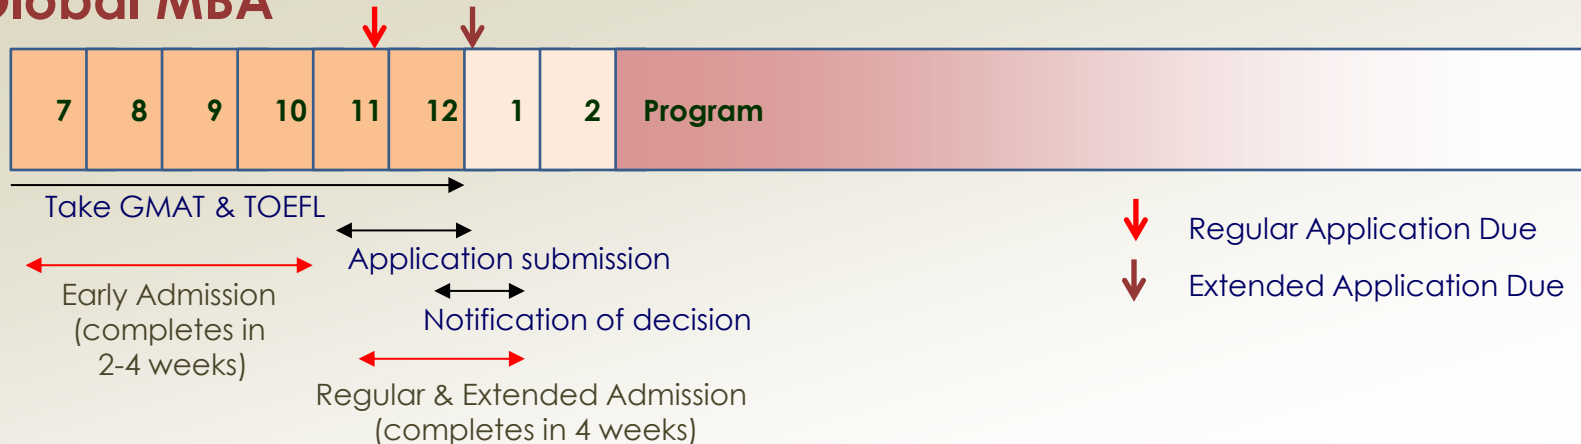 Global MBA
7 8 9 10 11 12 1 2 Program
Take GMAT & TOEFL
Application submission
Early Admission
(completes in
2-4 weeks)
Notification of decision
Regular & Extended Admission
(completes in 4 weeks)
Regular Application Due
Extended Application Due